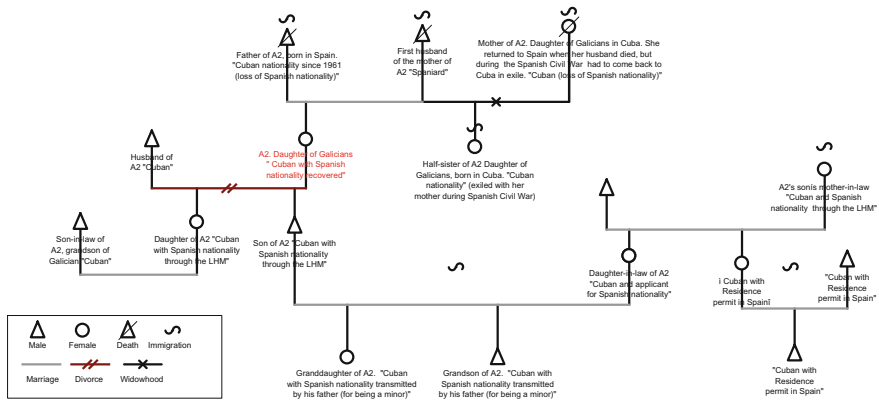 Father of A2, born in Spain.
"Cuban nationality since 1961
(loss of Spanish nationality)"
First husband
of the mother of
A2 "Spaniard"
Mother of A2. Daughter of Galicians in Cuba. She
returned to Spain when her husband died, but
during the Spanish Civil War had to come back to
Cuba in exile. "Cuban (loss of Spanish nationality)"
Husband of
A2 "Cuban"
A2. Daughter of Galicians
" Cuban with Spanish
nationality recovered"
Half-sister of A2 Daughter of
Galicians, born in Cuba. "Cuban
nationality" (exiled with her
mother during Spanish Civil War)
A2's sonís mother-in-law
"Cuban and Spanish
nationality through the LHM"
Son-in-law of
A2, grandson of
Galician "Cuban"
Daughter of A2 "Cuban
with Spanish nationality
through the LHM"
Son of A2 "Cuban with
Spanish nationality
through the LHM"
Daughter-in-law of A2
"Cuban and applicant
for Spanish nationality"
ì Cuban with
Residence
permit in Spainî
"Cuban with
Residence
permit in Spain"
Granddaughter of A2. "Cuban
with Spanish nationality transmitted
by his father (for being a minor)"
Grandson of A2. "Cuban with
Spanish nationality transmitted
by his father (for being a minor)"
"Cuban with
Residence
permit in Spain"
Male Female Death Immigration
Marriage Divorce Widowhood